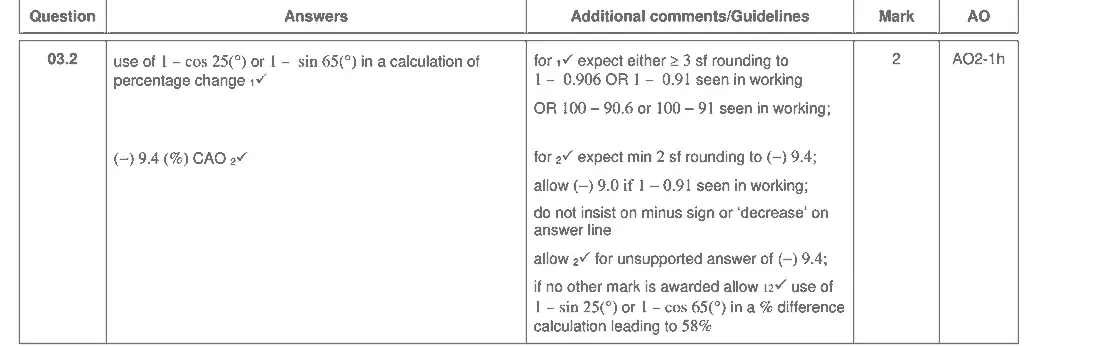 Question Answers Additional comments/Guidelines Mark AO
03.2 use of 1 – cos 25(°) or 1 – sin 65(°) in a calculation of
percentage change 1✓
(–) 9.4 (%) CAO 2✓
for 1✓ expect either ≥ 3 sf rounding to
1 – 0.906 OR 1 – 0.91 seen in working
OR 100 – 90.6 or 100 – 91 seen in working;
for 2✓ expect min 2 sf rounding to (–) 9.4;
allow (–) 9.0 if 1 – 0.91 seen in working;
do not insist on minus sign or ‘decrease’ on
answer line
allow 2✓ for unsupported answer of (–) 9.4;
if no other mark is awarded allow 12✓ use of
1 – sin 25(°) or 1 – cos 65(°) in a % difference
calculation leading to 58%
2
AO2-1h